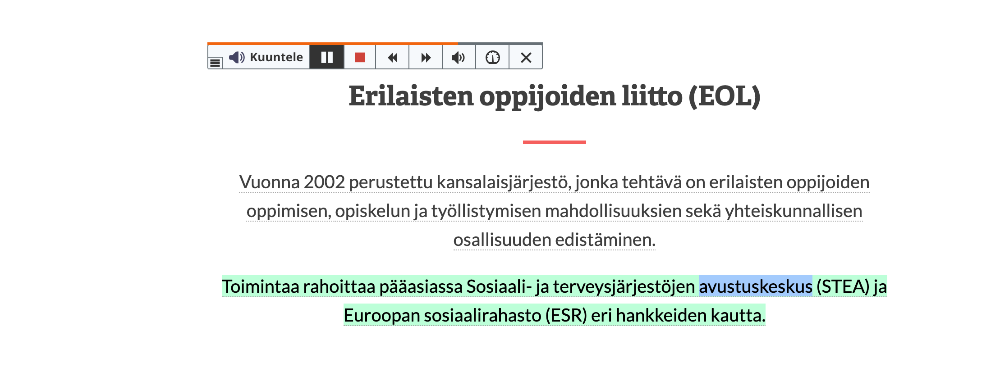 Kuuntele
Erilaisten oppijoiden liitto (EOL)
Vuonna 2002 perustettu kansalaisjärjestö, jonka tehtävä on erilaisten oppijoiden
oppimisen, opiskelun ja työllistymisen mahdollisuuksien sekä yhteiskunnallisen
osallisuuden edistäminen.
Toimintaa rahoittaa pääasiassa Sosiaali- ja terveysjärjestöjen avustuskeskus (STEA) ja
Euroopan sosiaalirahasto (ESR) eri hankkeiden kautta.